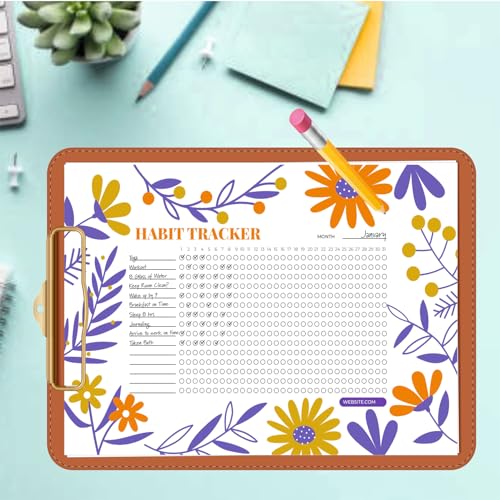 HABIT TRACKER
MONTH January
1 2 3 4 5 6 7 8 9 10 11 12 13 14 15 16 17 18 19 20 21 22 23 24 25 26 27 28 29 30 31
Yoga
Workout
8 Glass of Water
Keep Room Clean?
Wake up by 7
Breakfast on Time
Sleep 8 hrs.
Journaling
Arrive to work on time
Taken Bath
WEBSITE.COM